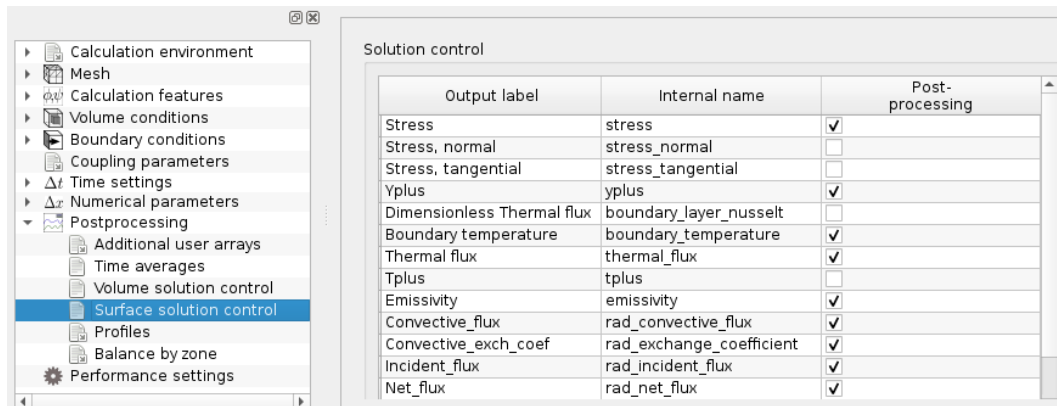 Calculation environment
Mesh
Calculation features
Volume conditions
Boundary conditions
Coupling parameters
Δt Time settings
Δx Numerical parameters
Postprocessing
Additional user arrays
Time averages
Volume solution control
Surface solution control
Profiles
Balance by zone
Performance settings
Solution control
Output label Internal name Post-
processing
Stress stress
Stress, normal stress_normal
Stress, tangential stress_tangential
Yplus yplus
Dimensionless Thermal flux boundary_layer_nusselt
Boundary temperature boundary_temperature
Thermal flux thermal_flux
Tplus tplus
Emissivity emissivity
Convective_flux rad_convective_flux
Convective_exch_coef rad_exchange_coefficient
Incident_flux rad_incident_flux
Net_flux rad_net_flux